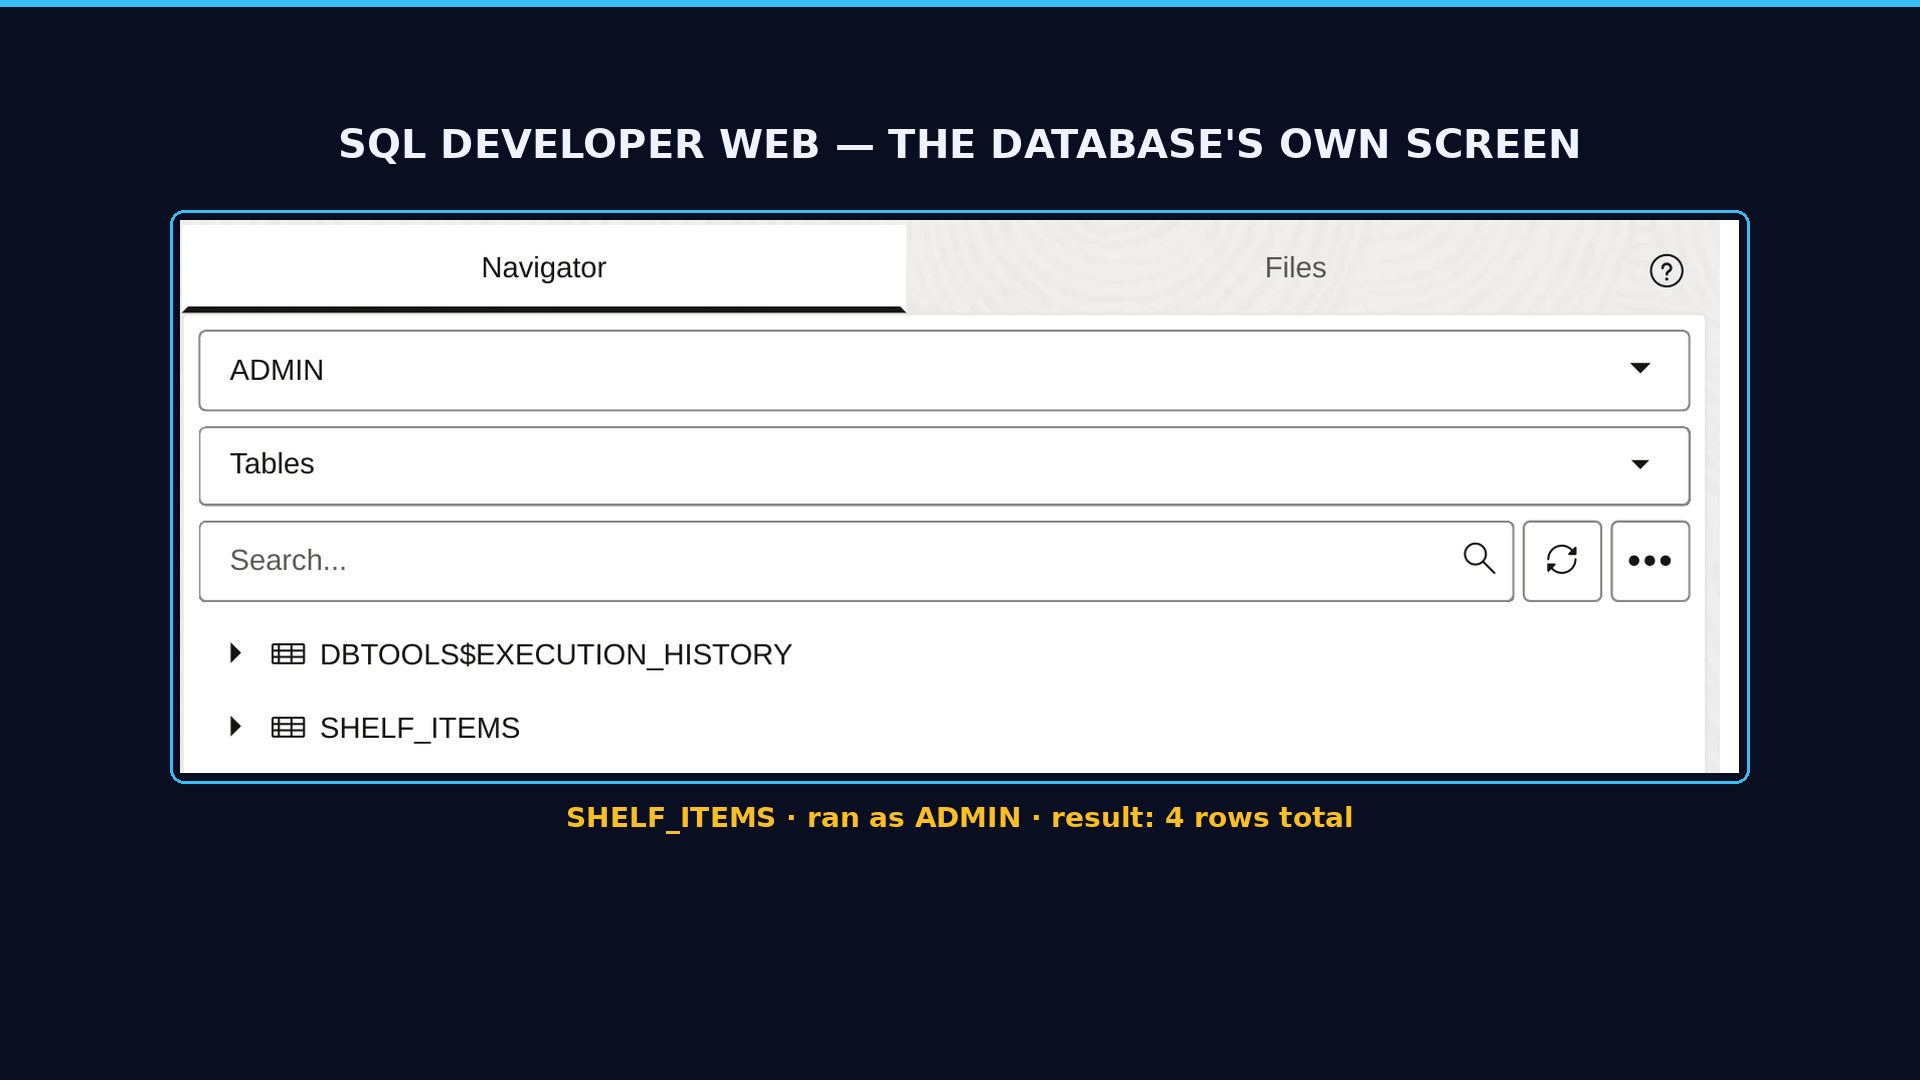 SQL DEVELOPER WEB — THE DATABASE'S OWN SCREEN
Navigator
Files
ADMIN
Tables
Search...
DBTOOLS$EXECUTION_HISTORY
SHELF_ITEMS
SHELF_ITEMS · ran as ADMIN · result: 4 rows total